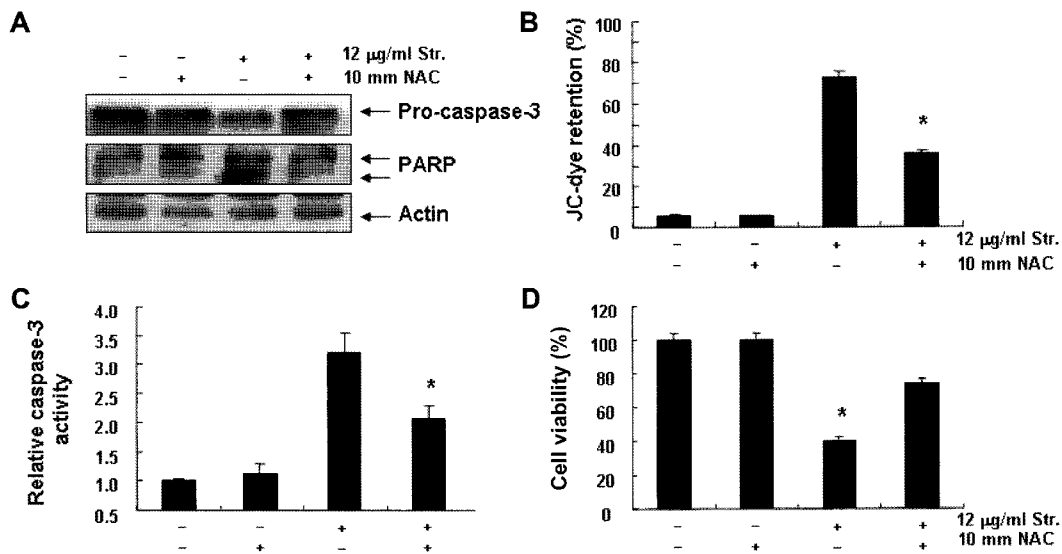 A
– – + + 12 μg/ml Str.
– + – + 10 mm NAC
Pro-caspase-3
PARP
Actin
B
JC-dye retention (%)
100
80
60
40
20
0
*
– – + + 12 μg/ml Str.
– + – + 10 mm NAC
C
Relative caspase-3
activity
4.0
3.5
3.0
2.5
2.0
1.5
1.0
0.5
*
– – + +
– + – +
D
Cell viability (%)
120
100
80
60
40
20
0
*
– – + + 12 μg/ml Str.
– + – + 10 mm NAC